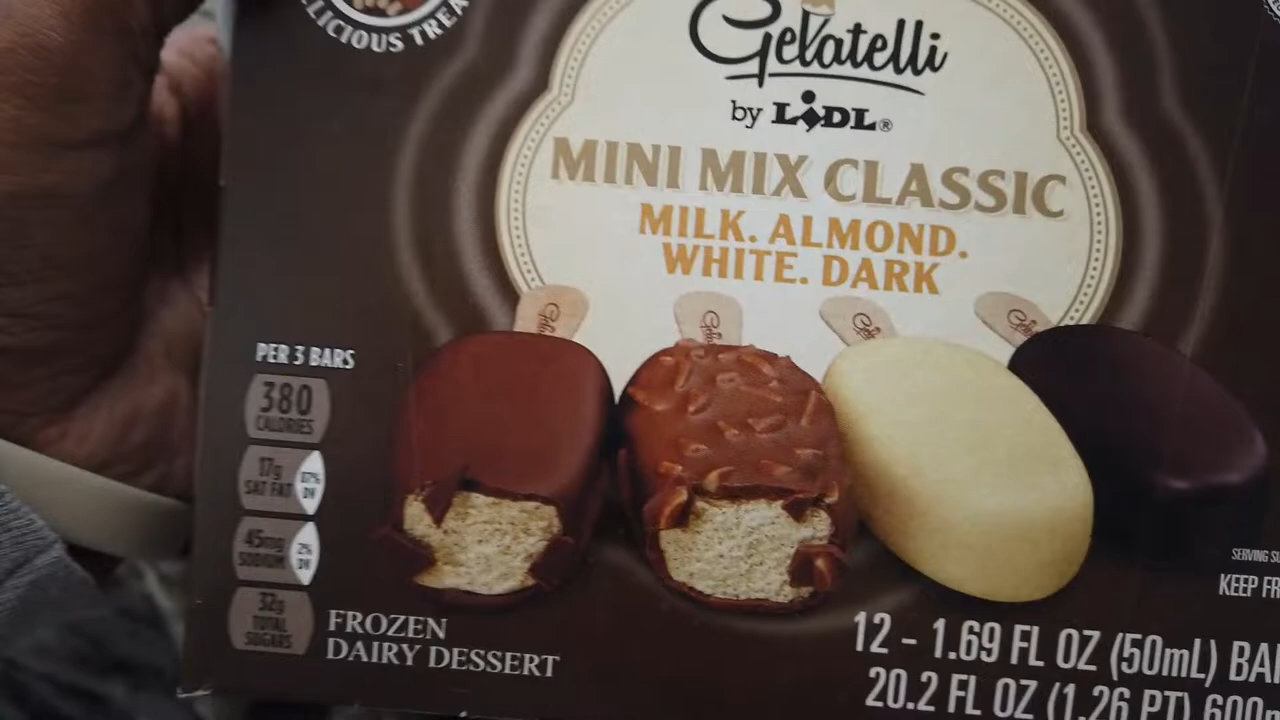 LICIOUS TREA
Gelatelli
by LIDL®
MINI MIX CLASSIC
MILK. ALMOND.
WHITE. DARK
PER 3 BARS
380
CALORIES
17g
SAT FAT
87%
DV
45mg
SODIUM
2%
DV
32g
TOTAL
SUGARS
FROZEN
DAIRY DESSERT
SERVING SU
KEEP FR
12 – 1.69 FL OZ (50mL) BA
20.2 FL OZ (1.26 PT) 600m